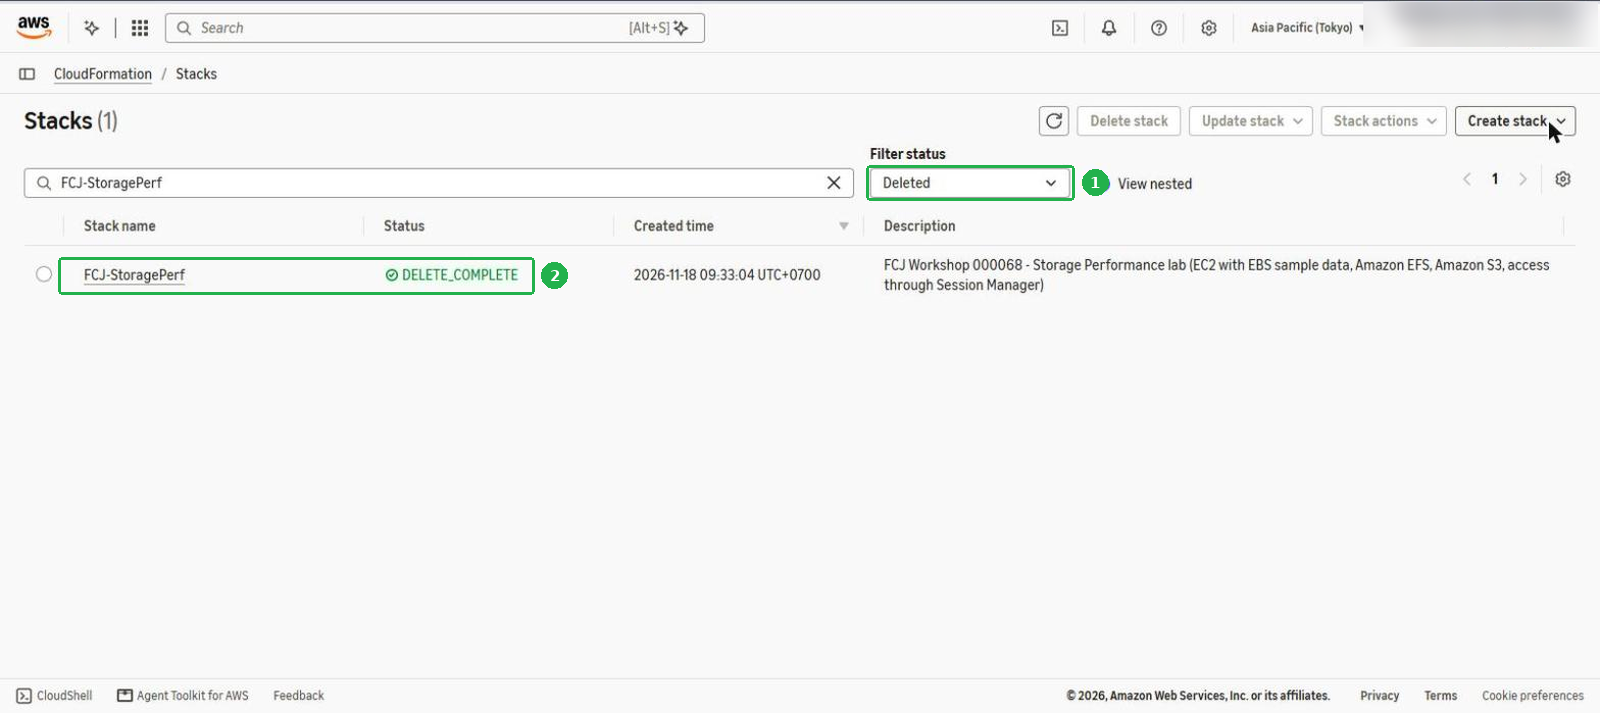 aws
Search [Alt+S]
Asia Pacific (Tokyo)
CloudFormation / Stacks
Stacks (1)
Delete stack
Update stack
Stack actions
Create stack
Filter status
FCJ-StoragePerf
Deleted
1
View nested
1
Stack name
Status
Created time
Description
FCJ-StoragePerf
DELETE_COMPLETE
2
2026-11-18 09:33:04 UTC+0700
FCJ Workshop 000068 - Storage Performance lab (EC2 with EBS sample data, Amazon EFS, Amazon S3, access
through Session Manager)
CloudShell
Agent Toolkit for AWS
Feedback
© 2026, Amazon Web Services, Inc. or its affiliates.
Privacy
Terms
Cookie preferences